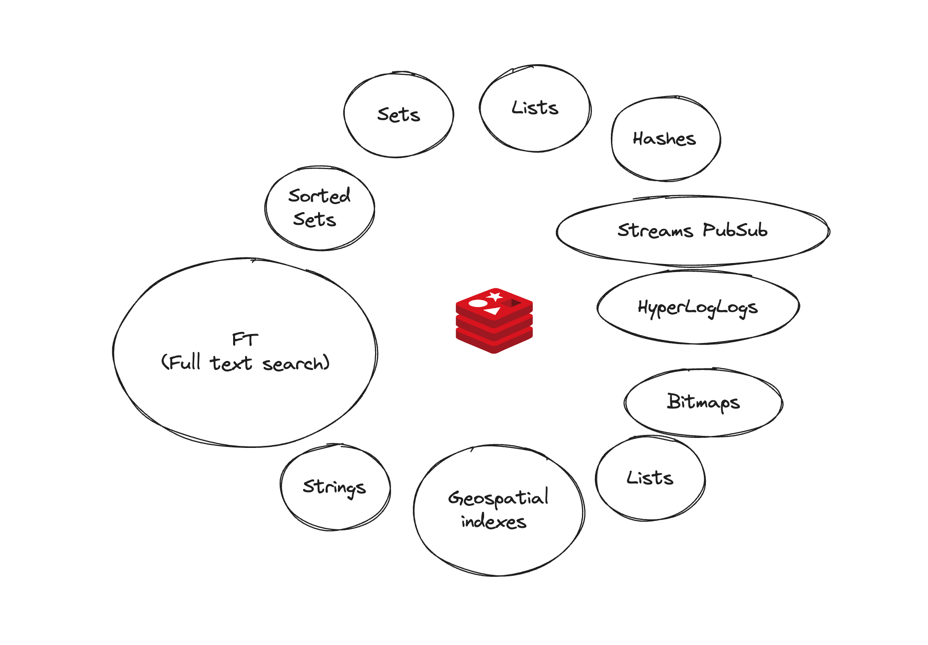 Sets
Lists
Hashes
Sorted
Sets
Streams PubSub
HyperLogLogs
FT
(Full text search)
Bitmaps
Strings
Geospatial
indexes
Lists